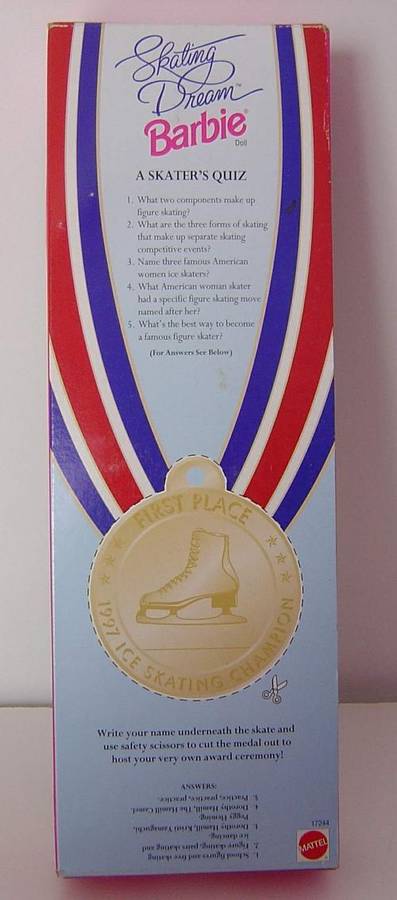 Skating
Dream™
Barbie®
Doll
A SKATER'S QUIZ
1. What two components make up
figure skating?
2. What are the three forms of skating
that make up separate skating
competitive events?
3. Name three famous American
women ice skaters?
4. What American woman skater
had a specific figure skating move
named after her?
5. What's the best way to become
a famous figure skater?
(For Answers See Below)
FIRST PLACE
1997 ICE SKATING CHAMPION
Write your name underneath the skate and
use safety scissors to cut the medal out to
host your very own award ceremony!
ANSWERS:
1. School figures and free skating
2. Figure skating, pairs skating and
ice dancing.
3. Dorothy Hamill, Kristi Yamaguchi,
Peggy Fleming.
4. Dorothy Hamill, The Hamill Camel.
5. Practice, practice, practice.
17244
MATTEL